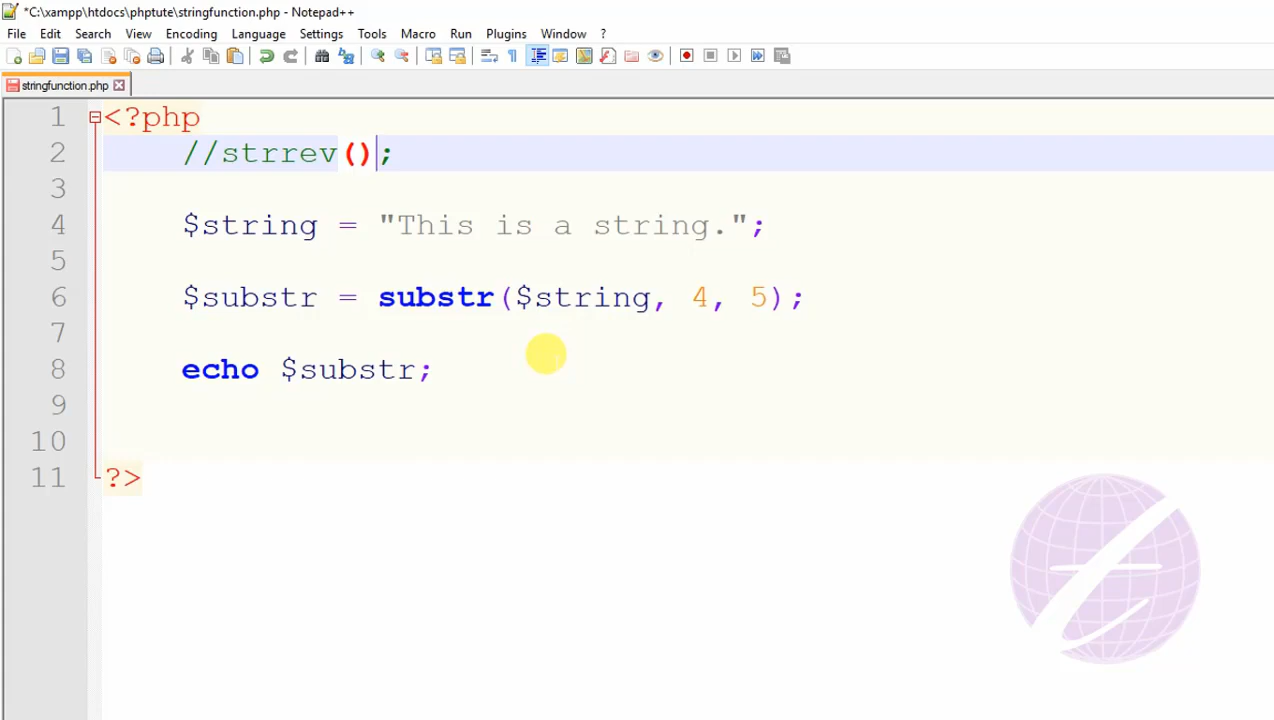 *C:\xampp\htdocs\phptute\stringfunction.php - Notepad++
File Edit Search View Encoding Language Settings Tools Macro Run Plugins Window ?
stringfunction.php
1 <?php
2 //strrev();
3
4 $string = "This is a string.";
5
6 $substr = substr($string, 4, 5);
7
8 echo $substr;
9
10
11 ?>